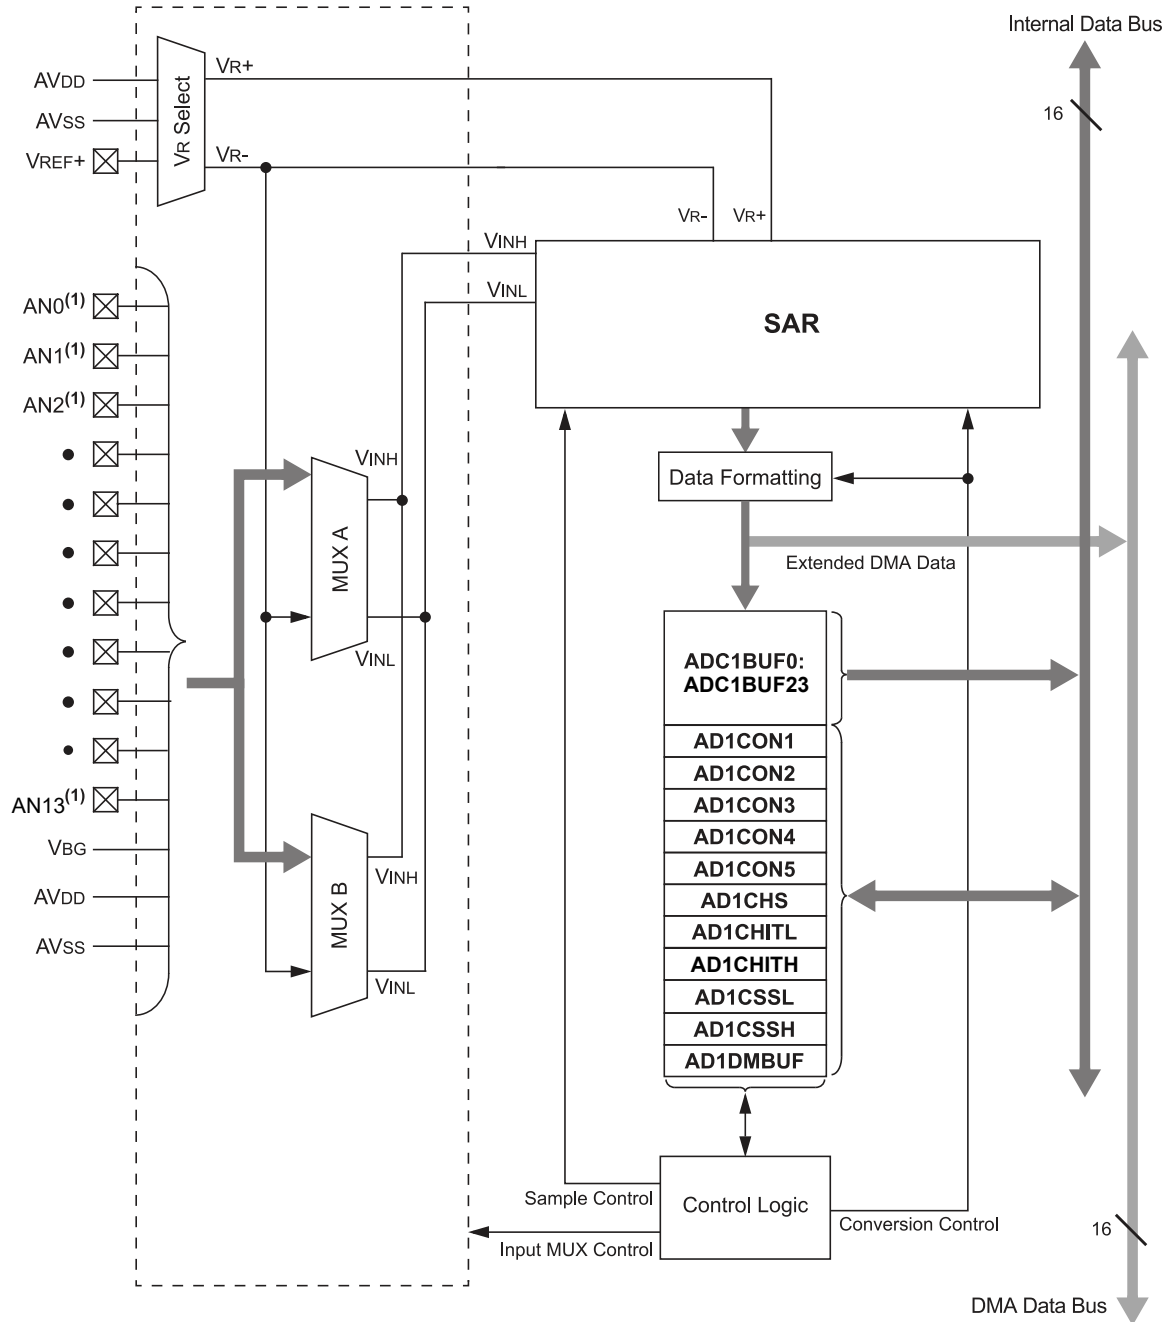 Internal Data Bus
AVDD
AVSS
VREF+
VR Select
VR+
VR-
16
VR-
VR+
VINH
VINL
SAR
AN0(1)
AN1(1)
AN2(1)
AN13(1)
VBG
AVDD
AVSS
VINH
MUX A
VINL
VINH
MUX B
VINL
Data Formatting
Extended DMA Data
ADC1BUF0:
ADC1BUF23
AD1CON1
AD1CON2
AD1CON3
AD1CON4
AD1CON5
AD1CHS
AD1CHITL
AD1CHITH
AD1CSSL
AD1CSSH
AD1DMBUF
Sample Control
Control Logic
Conversion Control
Input MUX Control
16
DMA Data Bus